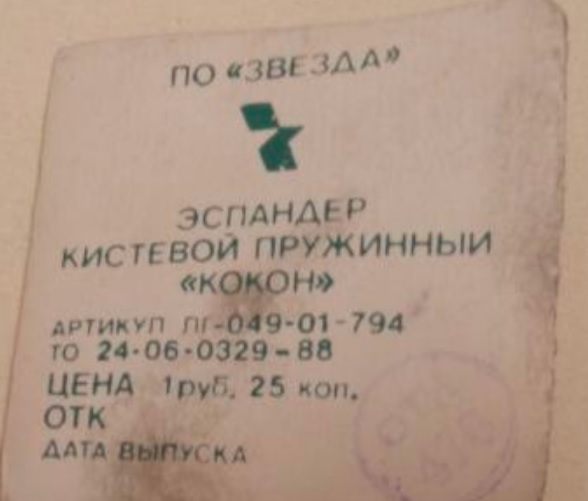 ПО «ЗВЕЗДА»
ЭСПАНДЕР
КИСТЕВОЙ ПРУЖИННЫЙ
«КОКОН»
АРТИКУЛ ЛГ-049-01-794
ТО 24-06-0329-88
ЦЕНА 1руб. 25 коп.
ОТК
ДАТА ВЫПУСКА
ОТК